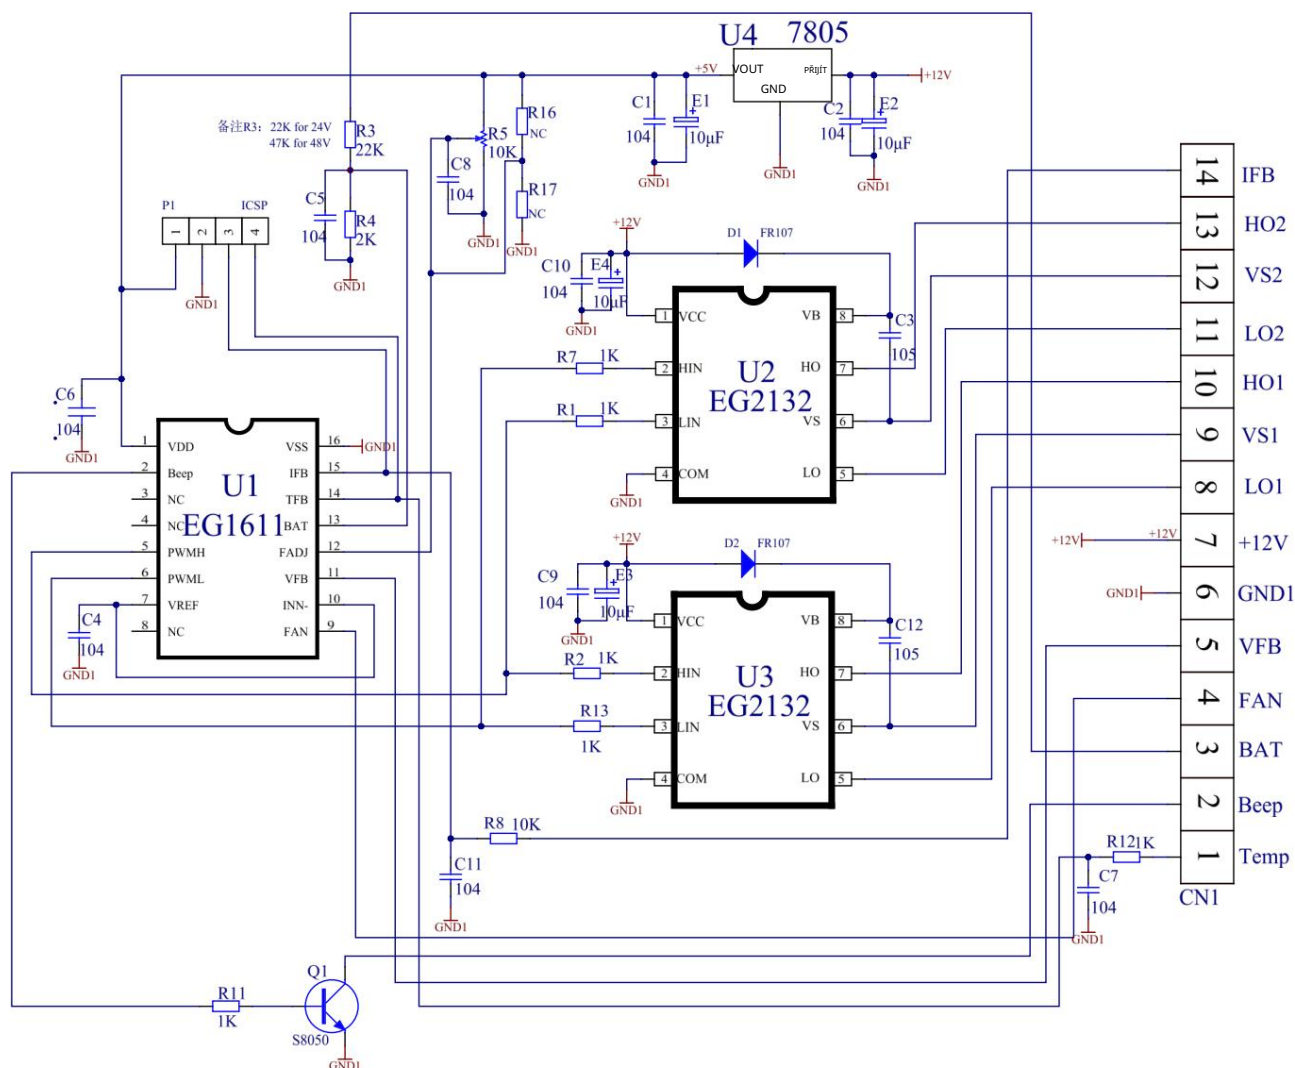 U4 7805
+5V
VOUT
PŘIJÍT
GND
+12V
C1
104
E1
+
10μF
C2
104
E2
+
10μF
GND1
GND1
GND1
备注R3: 22K for 24V
47K for 48V
R3
22K
C5
104
R4
2K
GND1
R5
10K
C8
104
GND1
R16
NC
R17
NC
GND1
P1 ICSP
1 2 3 4
GND1
C6
104
GND1
U1
EG1611
1 VDD
2 Beep
3 NC
4 NC
5 PWMH
6 PWML
7 VREF
8 NC
VSS 16
IFB 15
TFB 14
BAT 13
FADJ 12
VFB 11
INN- 10
FAN 9
GND1
C4
104
GND1
+12V
D1 FR107
C10
104
E4
+
10μF
GND1
U2
EG2132
1 VCC
2 HIN
3 LIN
4 COM
VB 8
HO 7
VS 6
LO 5
C3
105
R7 1K
R1 1K
GND1
+12V
D2 FR107
C9
104
E3
+
10μF
GND1
U3
EG2132
1 VCC
2 HIN
3 LIN
4 COM
VB 8
HO 7
VS 6
LO 5
C12
105
R2 1K
R13
1K
GND1
R8 10K
C11
104
GND1
14 IFB
13 HO2
12 VS2
11 LO2
10 HO1
9 VS1
8 LO1
+12V +12V 7 +12V
GND1 6 GND1
5 VFB
4 FAN
3 BAT
2 Beep
R12 1K 1 Temp
CN1
C7
104
GND1
R11
1K
Q1
S8050
GND1